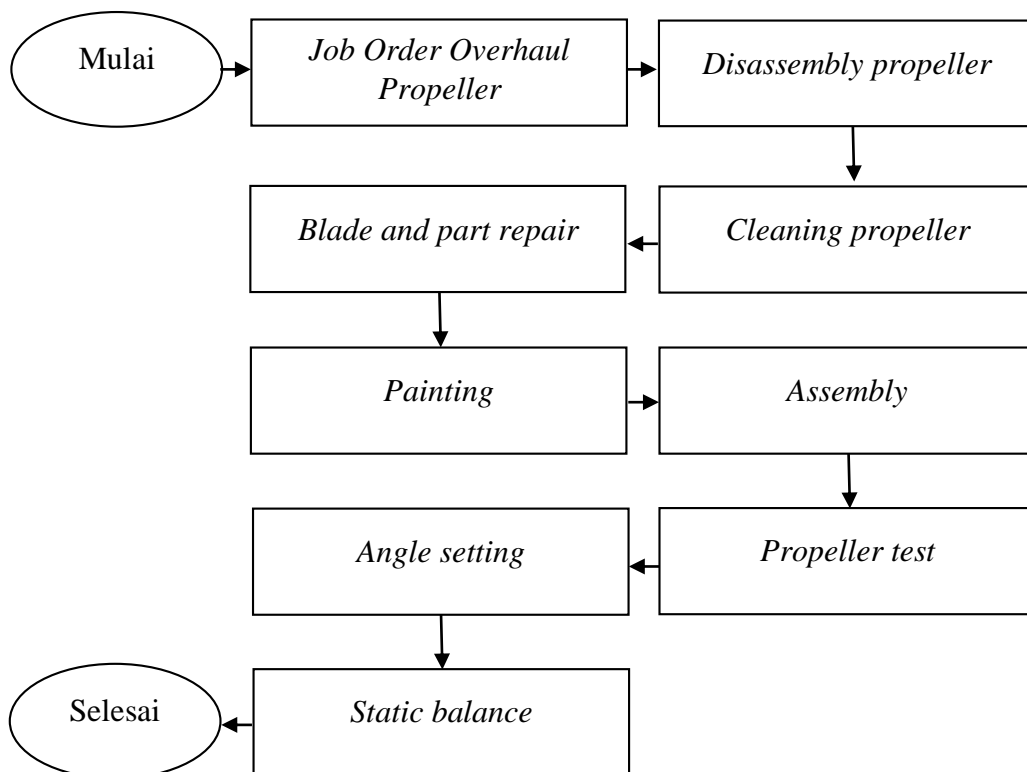 Mulai
Job Order Overhaul
Propeller
Disassembly propeller
Cleaning propeller
Blade and part repair
Painting
Assembly
Propeller test
Angle setting
Static balance
Selesai